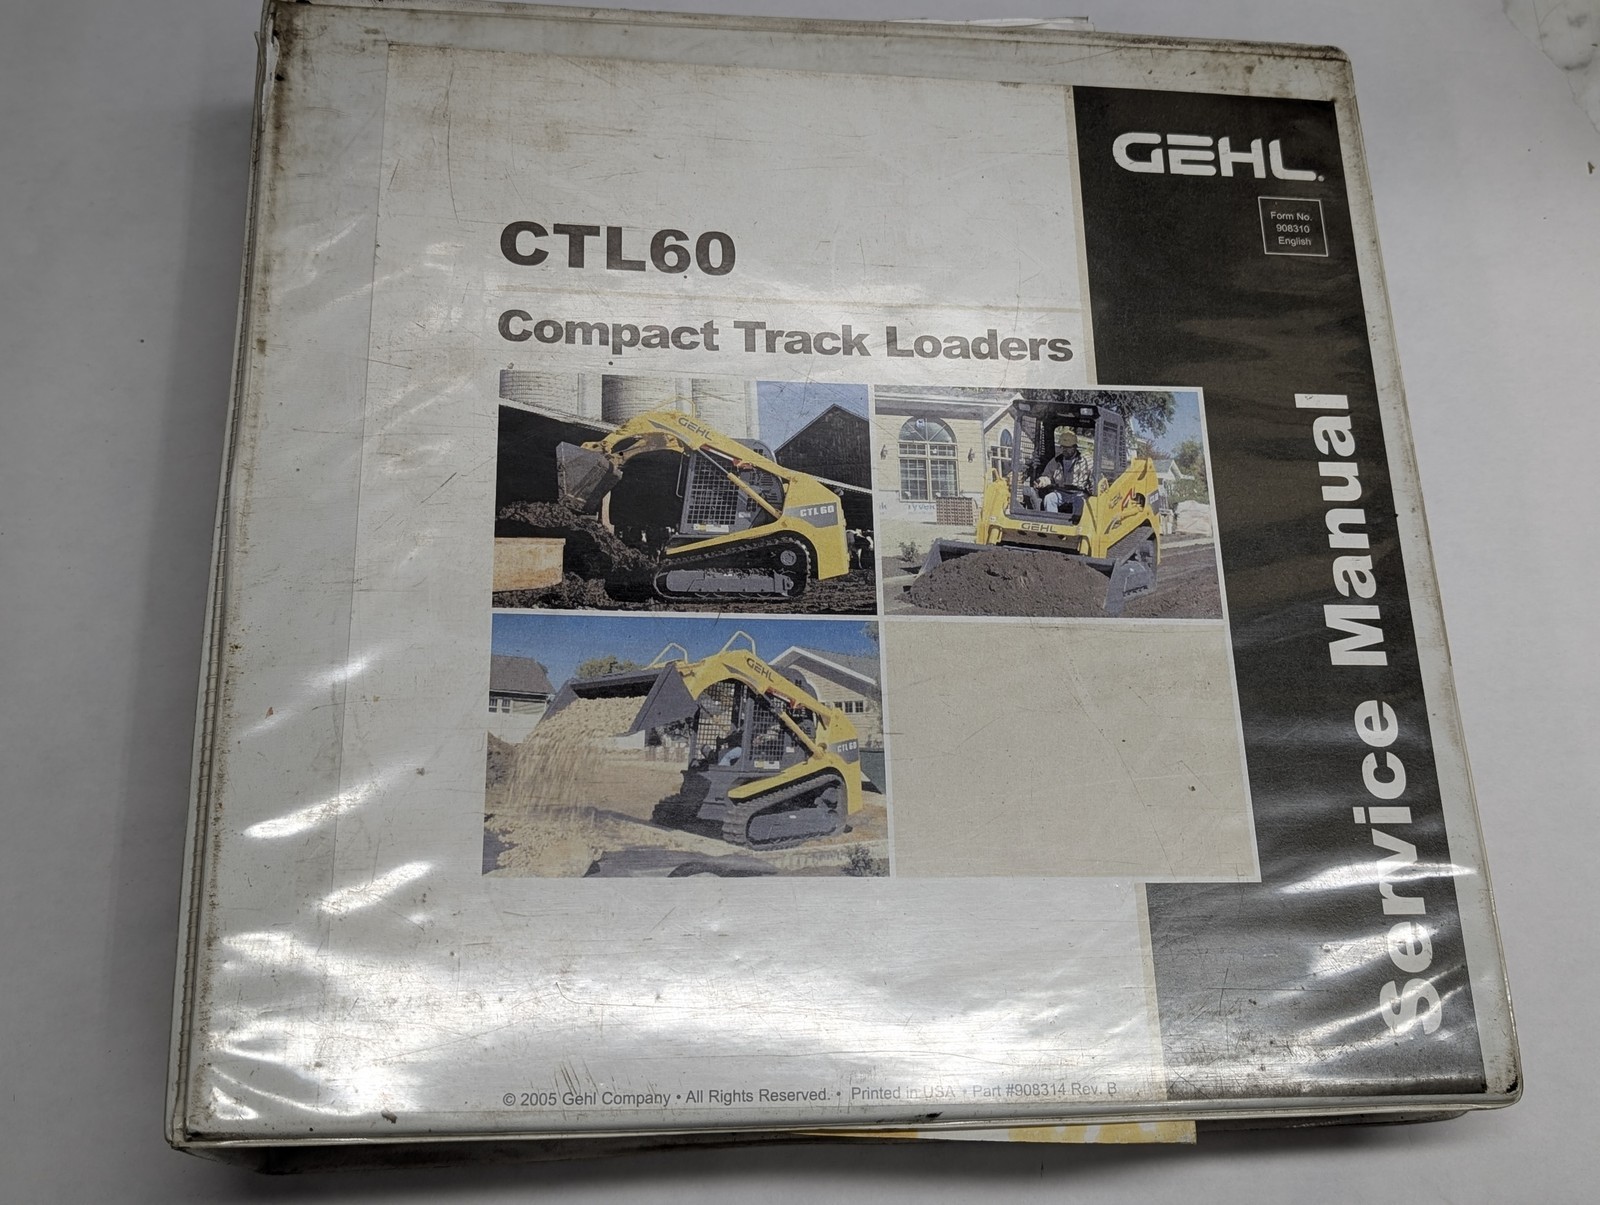 GEHL
Form No.
908310
English
CTL60
Compact Track Loaders
Service Manual
GEHL
CTL60
GEHL
GEHL
CTL60
© 2005 Gehl Company • All Rights Reserved. • Printed in USA • Part #908314 Rev. B